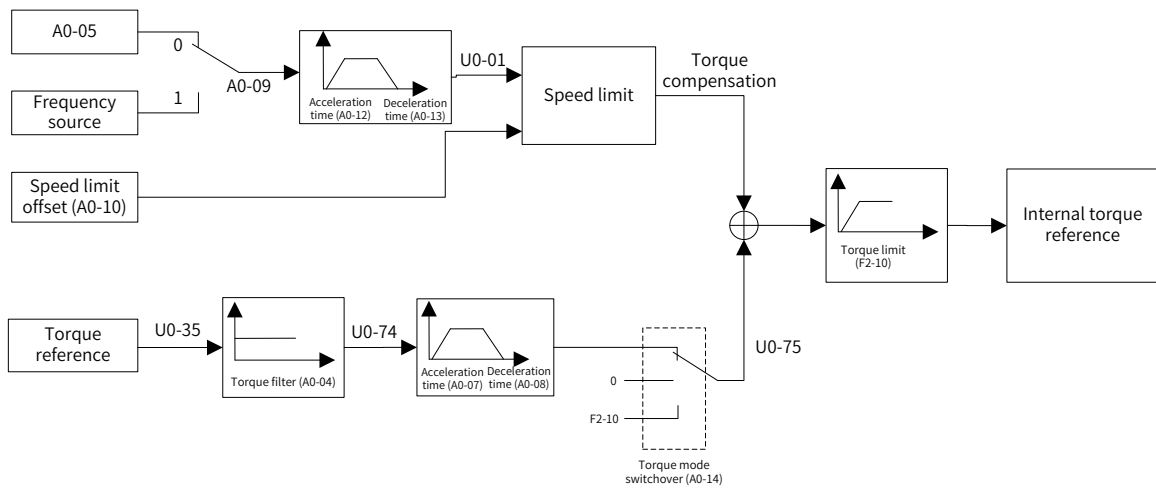 A0-05
0
A0-09
1
Frequency
source
Acceleration
time (A0-12)
Deceleration
time (A0-13)
U0-01
Speed limit
Torque
compensation
Speed limit
offset (A0-10)
Torque limit
(F2-10)
Internal torque
reference
Torque
reference
U0-35
Torque filter (A0-04)
U0-74
Acceleration
time (A0-07)
Deceleration
time (A0-08)
0
F2-10
Torque mode
switchover (A0-14)
U0-75